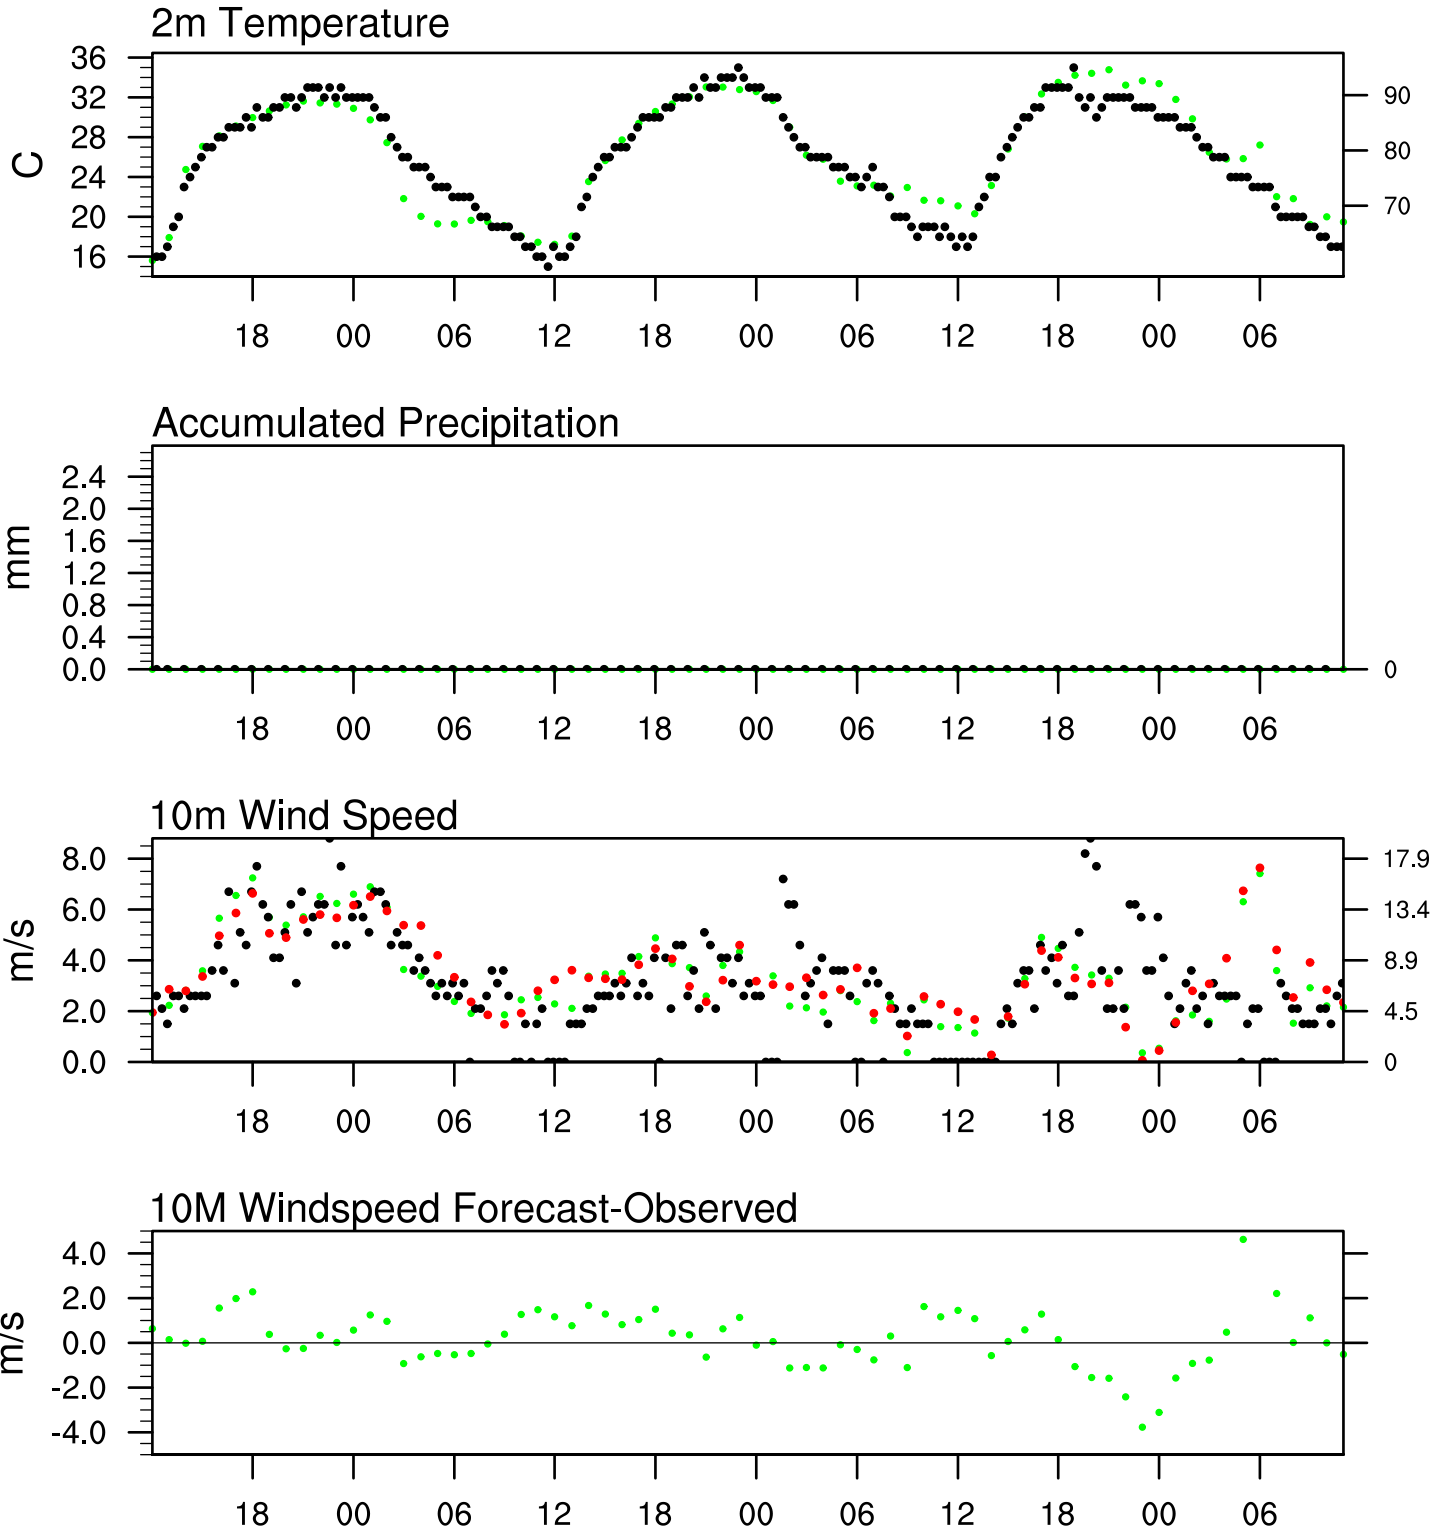 2m Temperature
C
36
32
28
24
20
16
90
80
70
18 00 06 12 18 00 06 12 18 00 06
Accumulated Precipitation
mm
2.4
2.0
1.6
1.2
0.8
0.4
0.0
0
18 00 06 12 18 00 06 12 18 00 06
10m Wind Speed
m/s
8.0
6.0
4.0
2.0
0.0
17.9
13.4
8.9
4.5
0
18 00 06 12 18 00 06 12 18 00 06
10M Windspeed Forecast-Observed
m/s
4.0
2.0
0.0
-2.0
-4.0
18 00 06 12 18 00 06 12 18 00 06